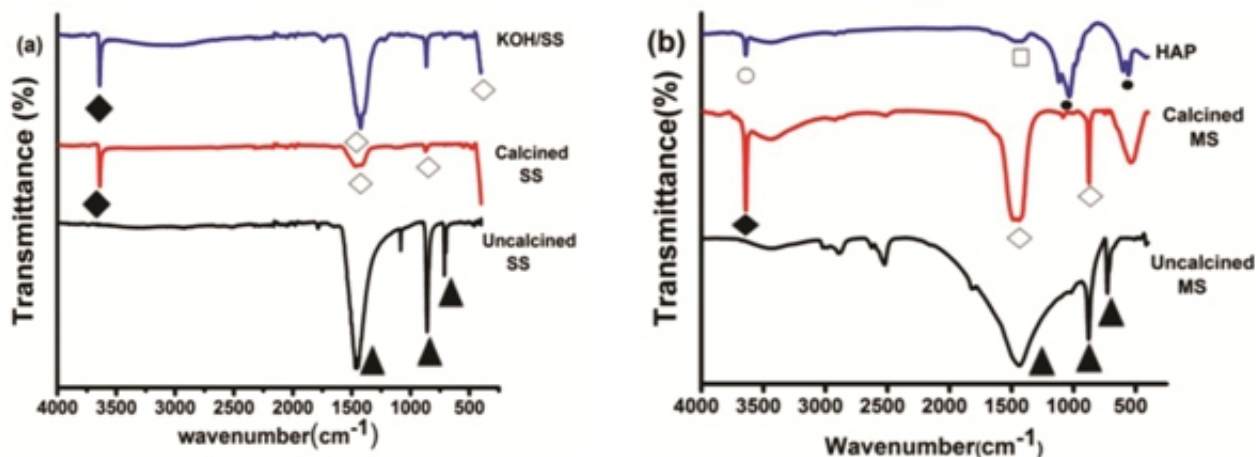 (a)
KOH/SS
Calcined
SS
Uncalcined
SS
Transmittance (%)
4000 3500 3000 2500 2000 1500 1000 500
wavenumber(cm-1)
(b)
HAP
Calcined
MS
Uncalcined
MS
Transmittance(%)
4000 3500 3000 2500 2000 1500 1000 500
Wavenumber(cm-1)